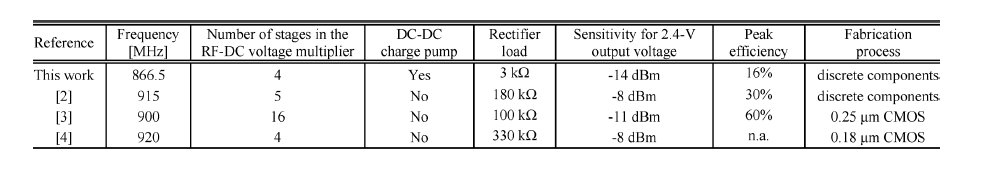 Reference Frequency [MHz] Number of stages in the RF-DC voltage multiplier DC-DC charge pump Rectifier load Sensitivity for 2.4-V output voltage Peak efficiency Fabrication process
This work 866.5 4 Yes 3 kΩ -14 dBm 16% discrete components
[2] 915 5 No 180 kΩ -8 dBm 30% discrete components
[3] 900 16 No 100 kΩ -11 dBm 60% 0.25 μm CMOS
[4] 920 4 No 330 kΩ -8 dBm n.a. 0.18 μm CMOS